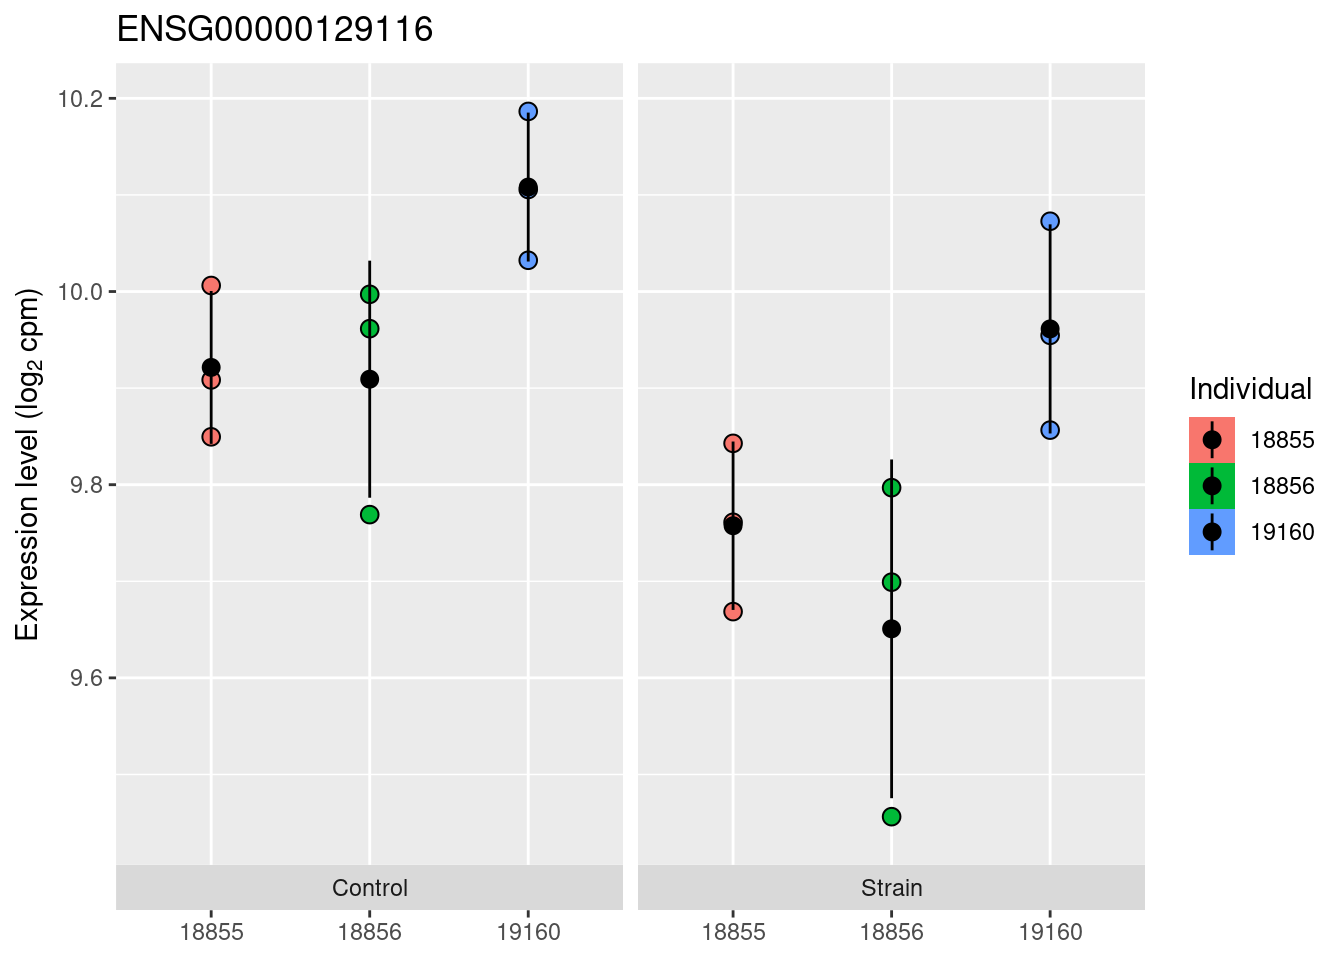 ENSG00000129116
Expression level (log₂ cpm)
10.2
10.0
9.8
9.6
Control
Strain
18855
18856
19160
18855
18856
19160
Individual
18855
18856
19160